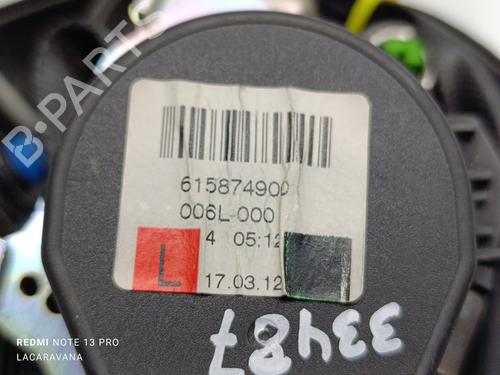 B-PARTS
615874900
006L-000
4 05:12
L
17.03.12
33487
REDMI NOTE 13 PRO
LACARAVANA